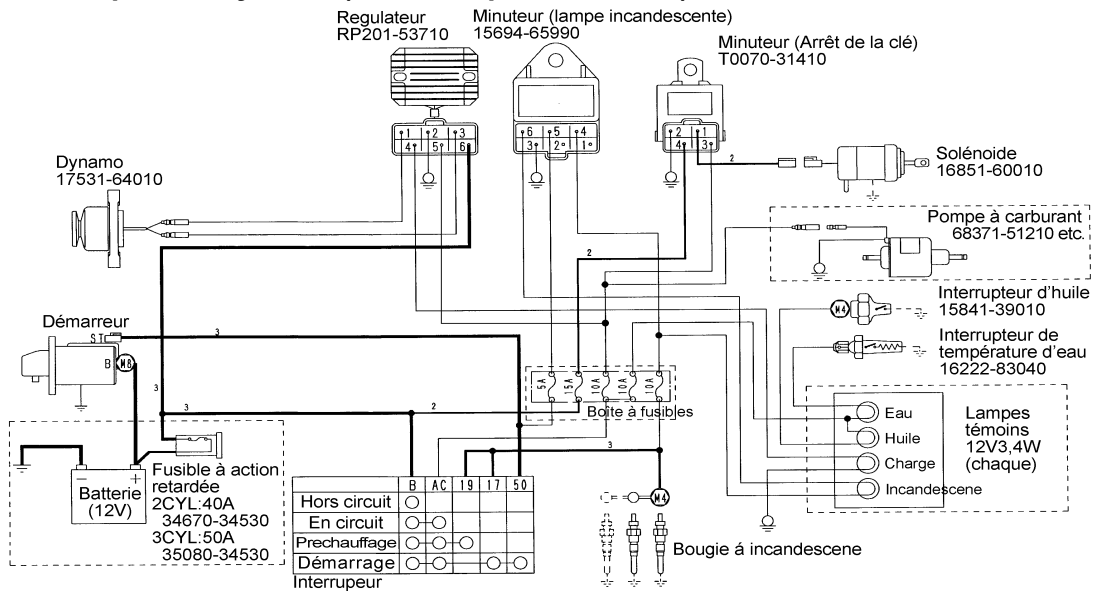 Regulateur
RP201-53710
Minuteur (lampe incandescente)
15694-65990
Minuteur (Arrêt de la clé)
T0070-31410
1 2 3
4 5 6
6 5 4
3 2 1
2 1
4 3
2
Solénoide
16851-60010
Dynamo
17531-64010
Pompe à carburant
68371-51210 etc.
2
Interrupteur d'huile
15841-39010
M4
Démarreur
ST
3
B
M8
Interrupteur de
température d'eau
16222-83040
3
5A
15A
10A
10A
10A
Boîte à fusibles
3
2
Eau
Huile
Charge
Incandescene
Lampes
témoins
12V3,4W
(chaque)
3
Fusible à action
retardée
2CYL:40A
34670-34530
3CYL:50A
35080-34530
− +
Batterie
(12V)
B AC 19 17 50
Hors circuit
En circuit
Prechauffage
Démarrage
Interrupeur
M4
Bougie á incandescene